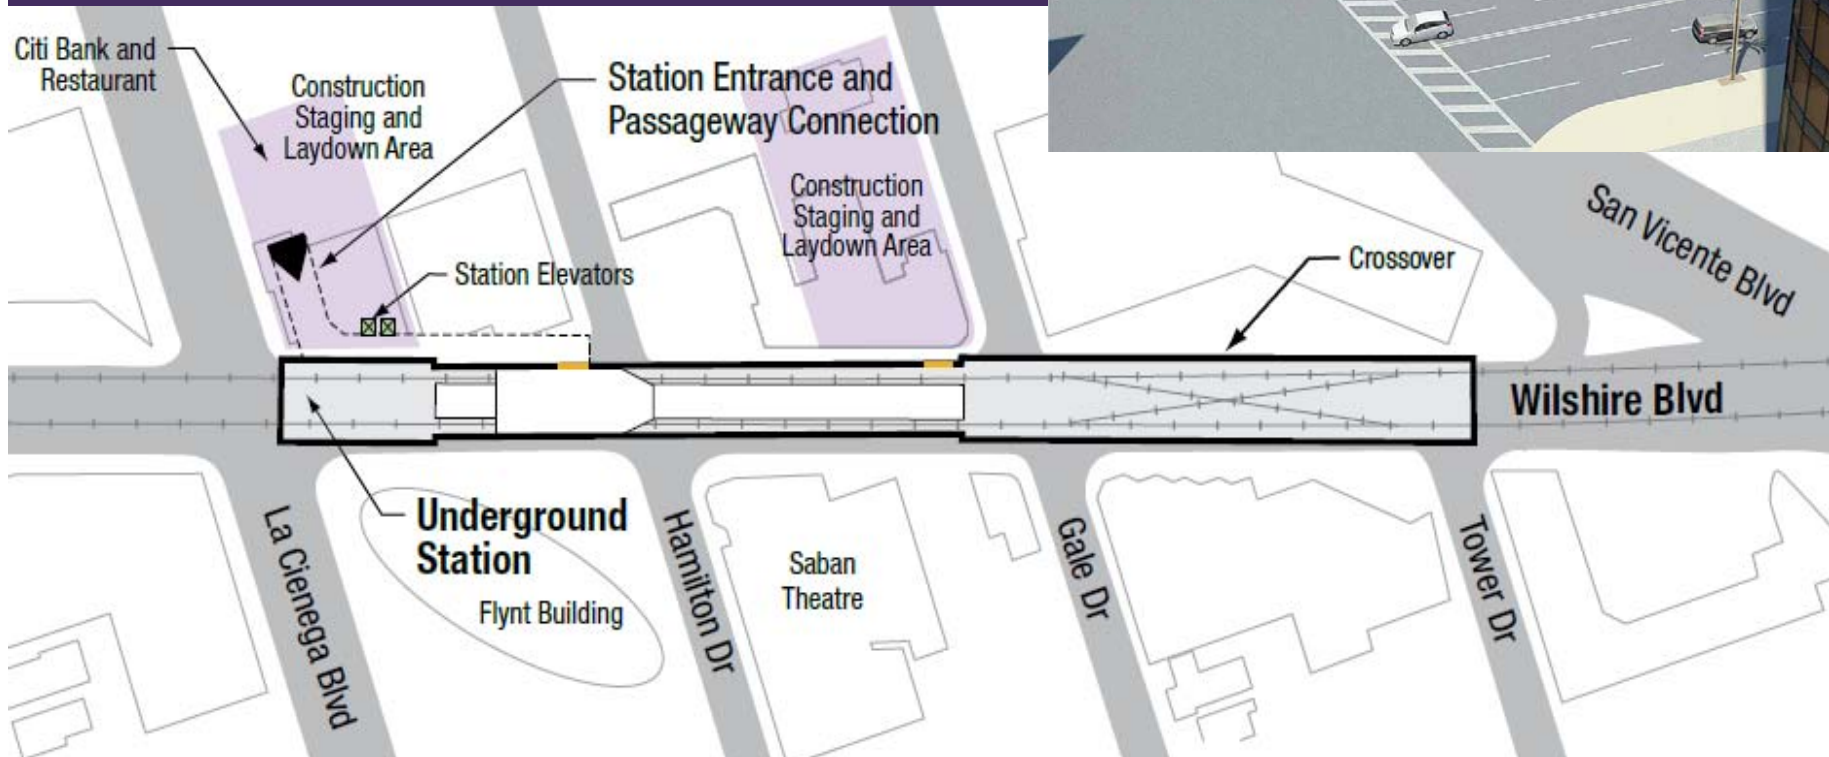 Citi Bank and
Restaurant
Construction
Staging and
Laydown Area
Station Entrance and
Passageway Connection
Construction
Staging and
Laydown Area
San Vicente Blvd
Station Elevators
Crossover
Wilshire Blvd
Underground
Station
Flynt Building
La Cienega Blvd
Hamilton Dr
Saban
Theatre
Gale Dr
Tower Dr